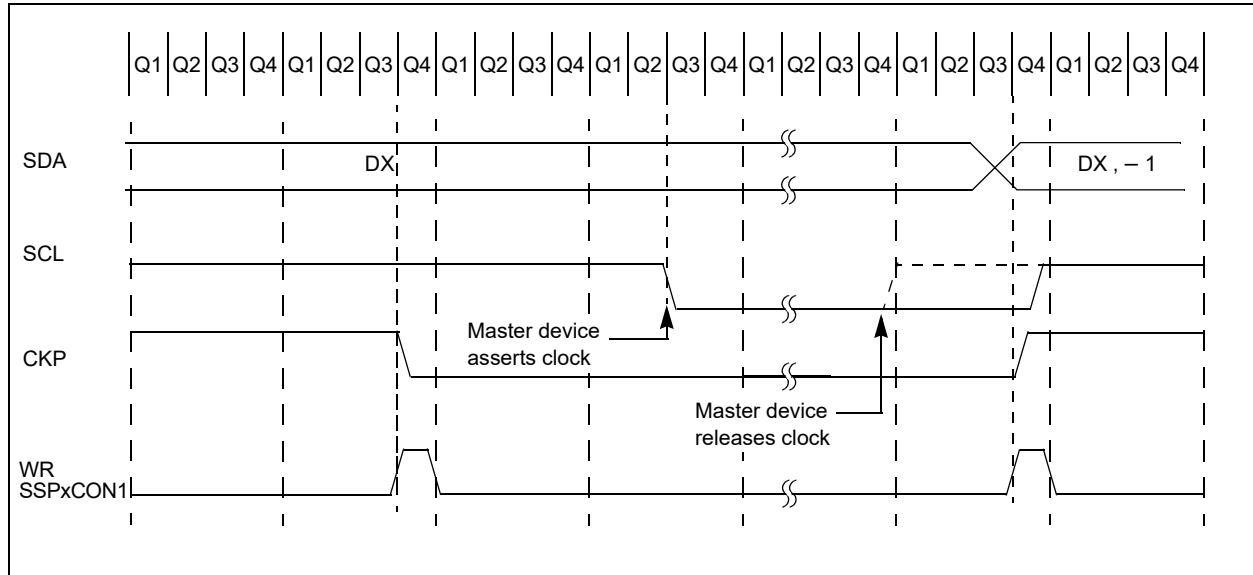 Q1 Q2 Q3 Q4 Q1 Q2 Q3 Q4 Q1 Q2 Q3 Q4 Q1 Q2 Q3 Q4 Q1 Q2 Q3 Q4 Q1 Q2 Q3 Q4 Q1 Q2 Q3 Q4
SDA
DX
DX , – 1
SCL
Master device
asserts clock
CKP
Master device
releases clock
WR
SSPxCON1